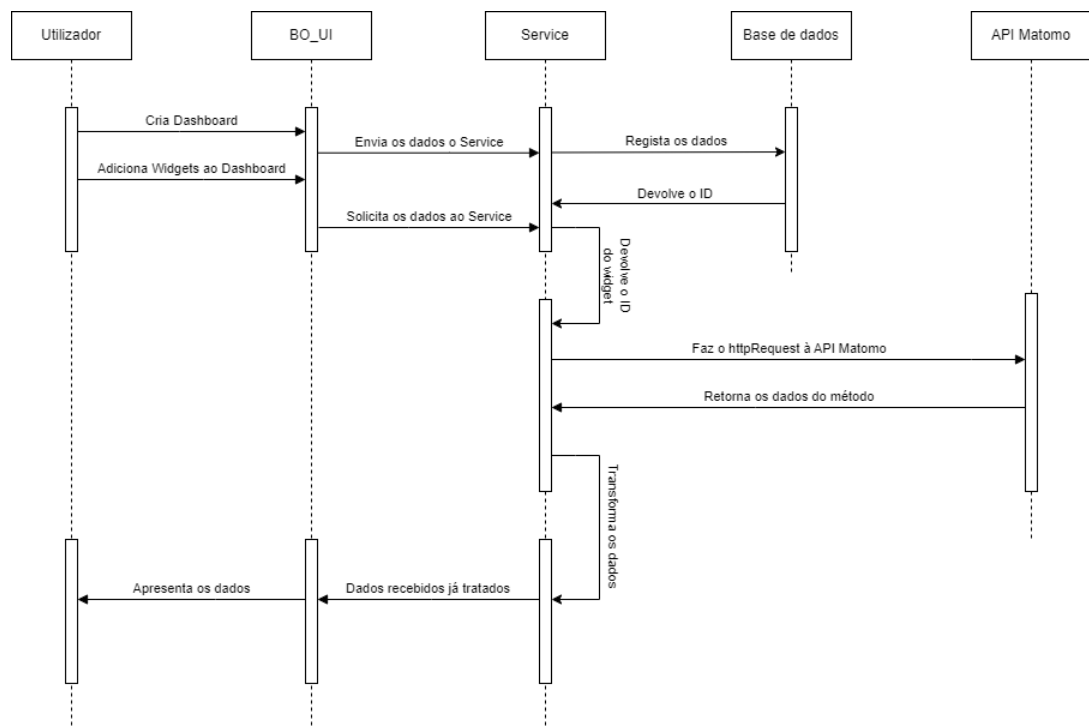 Utilizador
BO_UI
Service
Base de dados
API Matomo
Cria Dashboard
Envia os dados o Service
Regista os dados
Adiciona Widgets ao Dashboard
Devolve o ID
Solicita os dados ao Service
Devolve o ID
do widget
Faz o httpRequest à API Matomo
Retorna os dados do método
Transforma os dados
Apresenta os dados
Dados recebidos já tratados